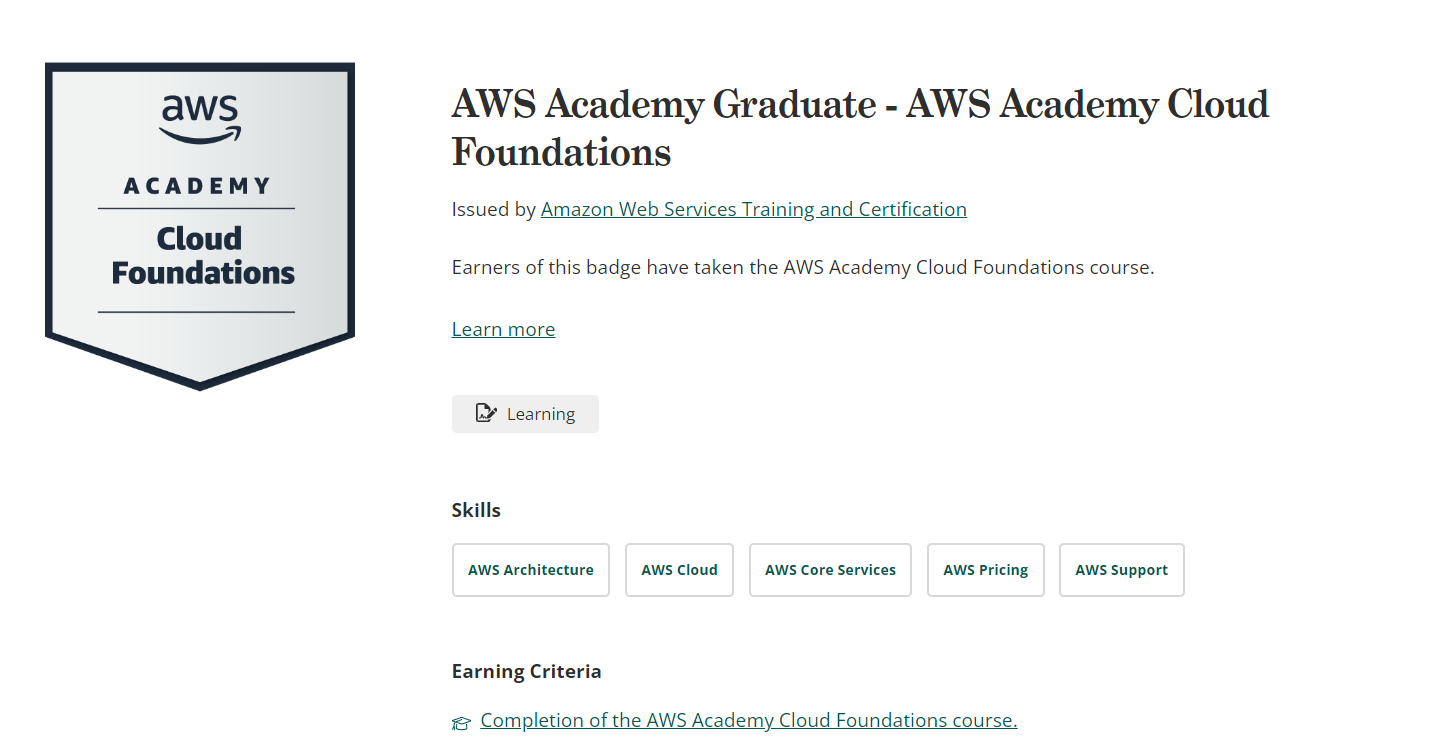 aws
ACADEMY
Cloud
Foundations
AWS Academy Graduate - AWS Academy Cloud
Foundations
Issued by Amazon Web Services Training and Certification
Earners of this badge have taken the AWS Academy Cloud Foundations course.
Learn more
Learning
Skills
AWS Architecture
AWS Cloud
AWS Core Services
AWS Pricing
AWS Support
Earning Criteria
Completion of the AWS Academy Cloud Foundations course.